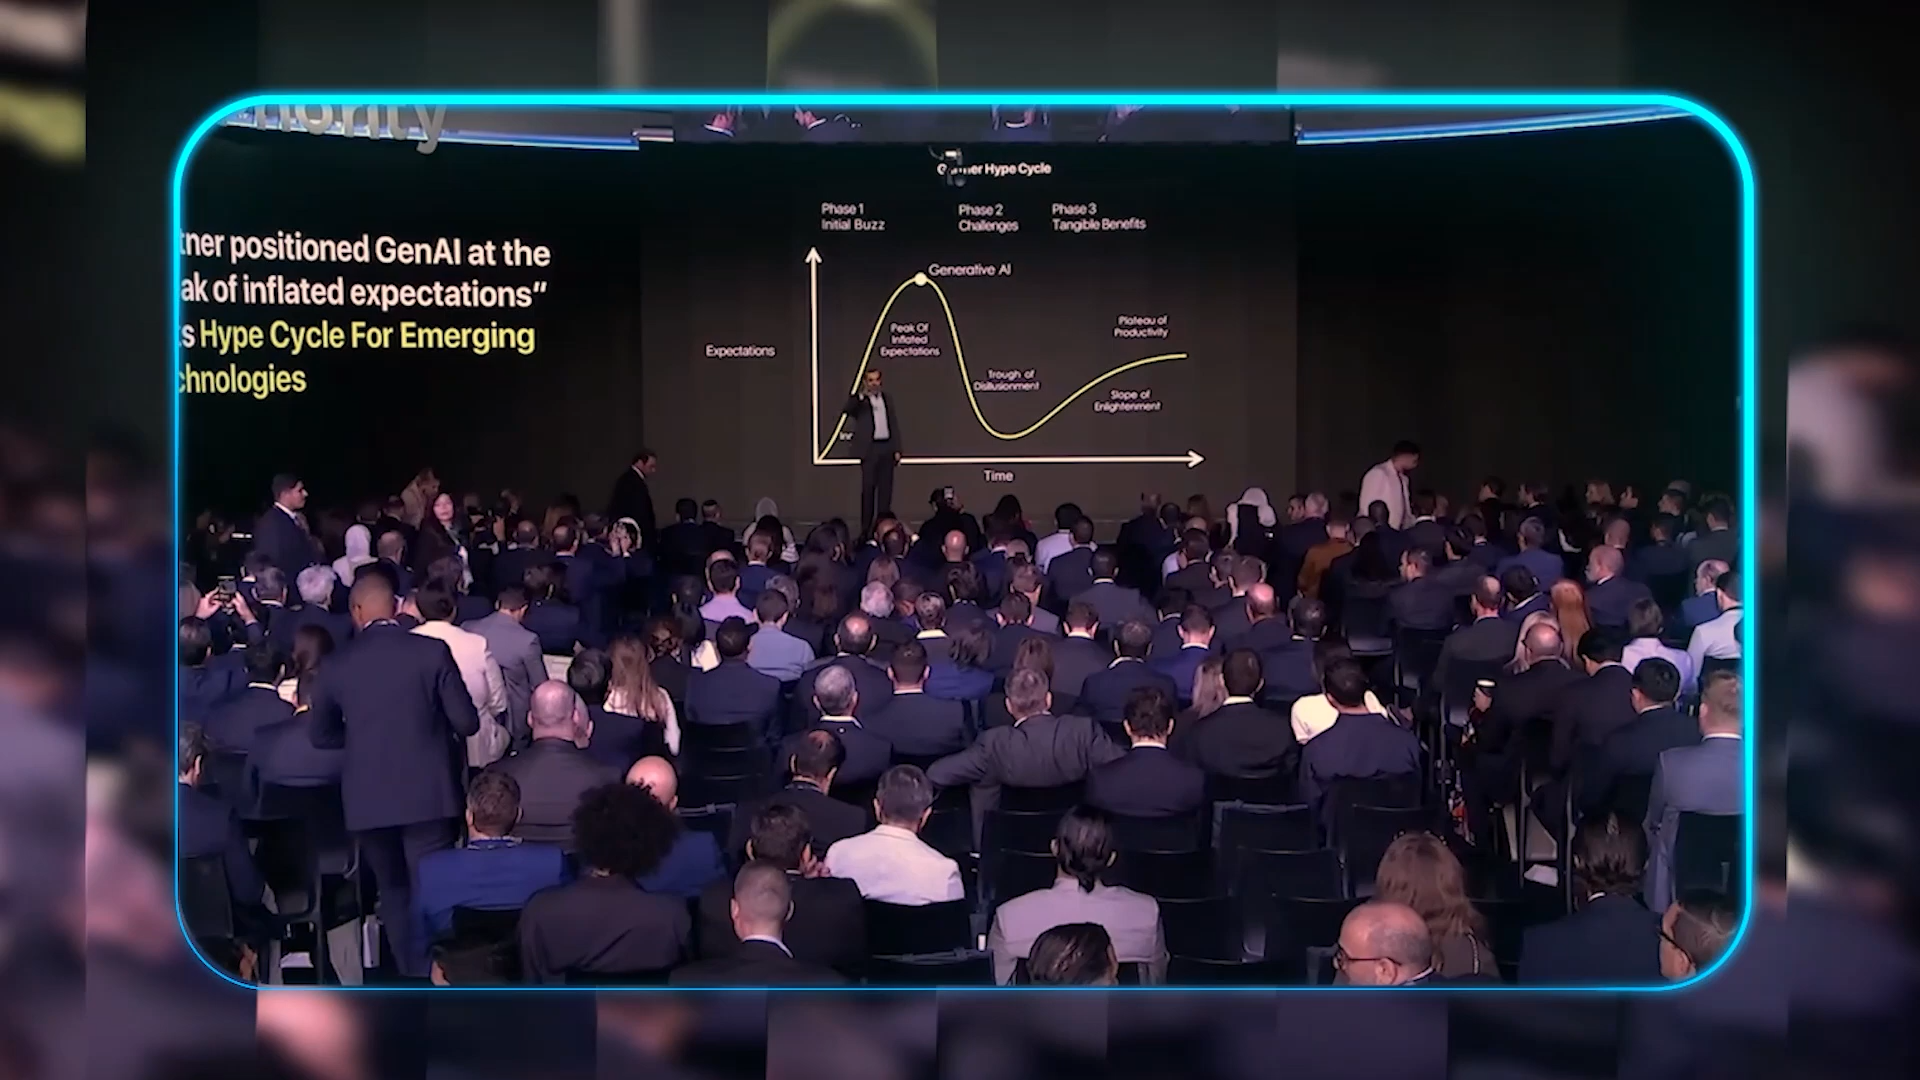 tner positioned GenAI at the
ak of inflated expectations”
s Hype Cycle For Emerging
chnologies
Hype Cycle
Phase 1
Initial Buzz
Phase 2
Challenges
Phase 3
Tangible Benefits
Generative AI
Peak Of
Inflated
Expectations
Plateau of
Productivity
Expectations
Trough of
Disillusionment
Slope of
Enlightenment
Time